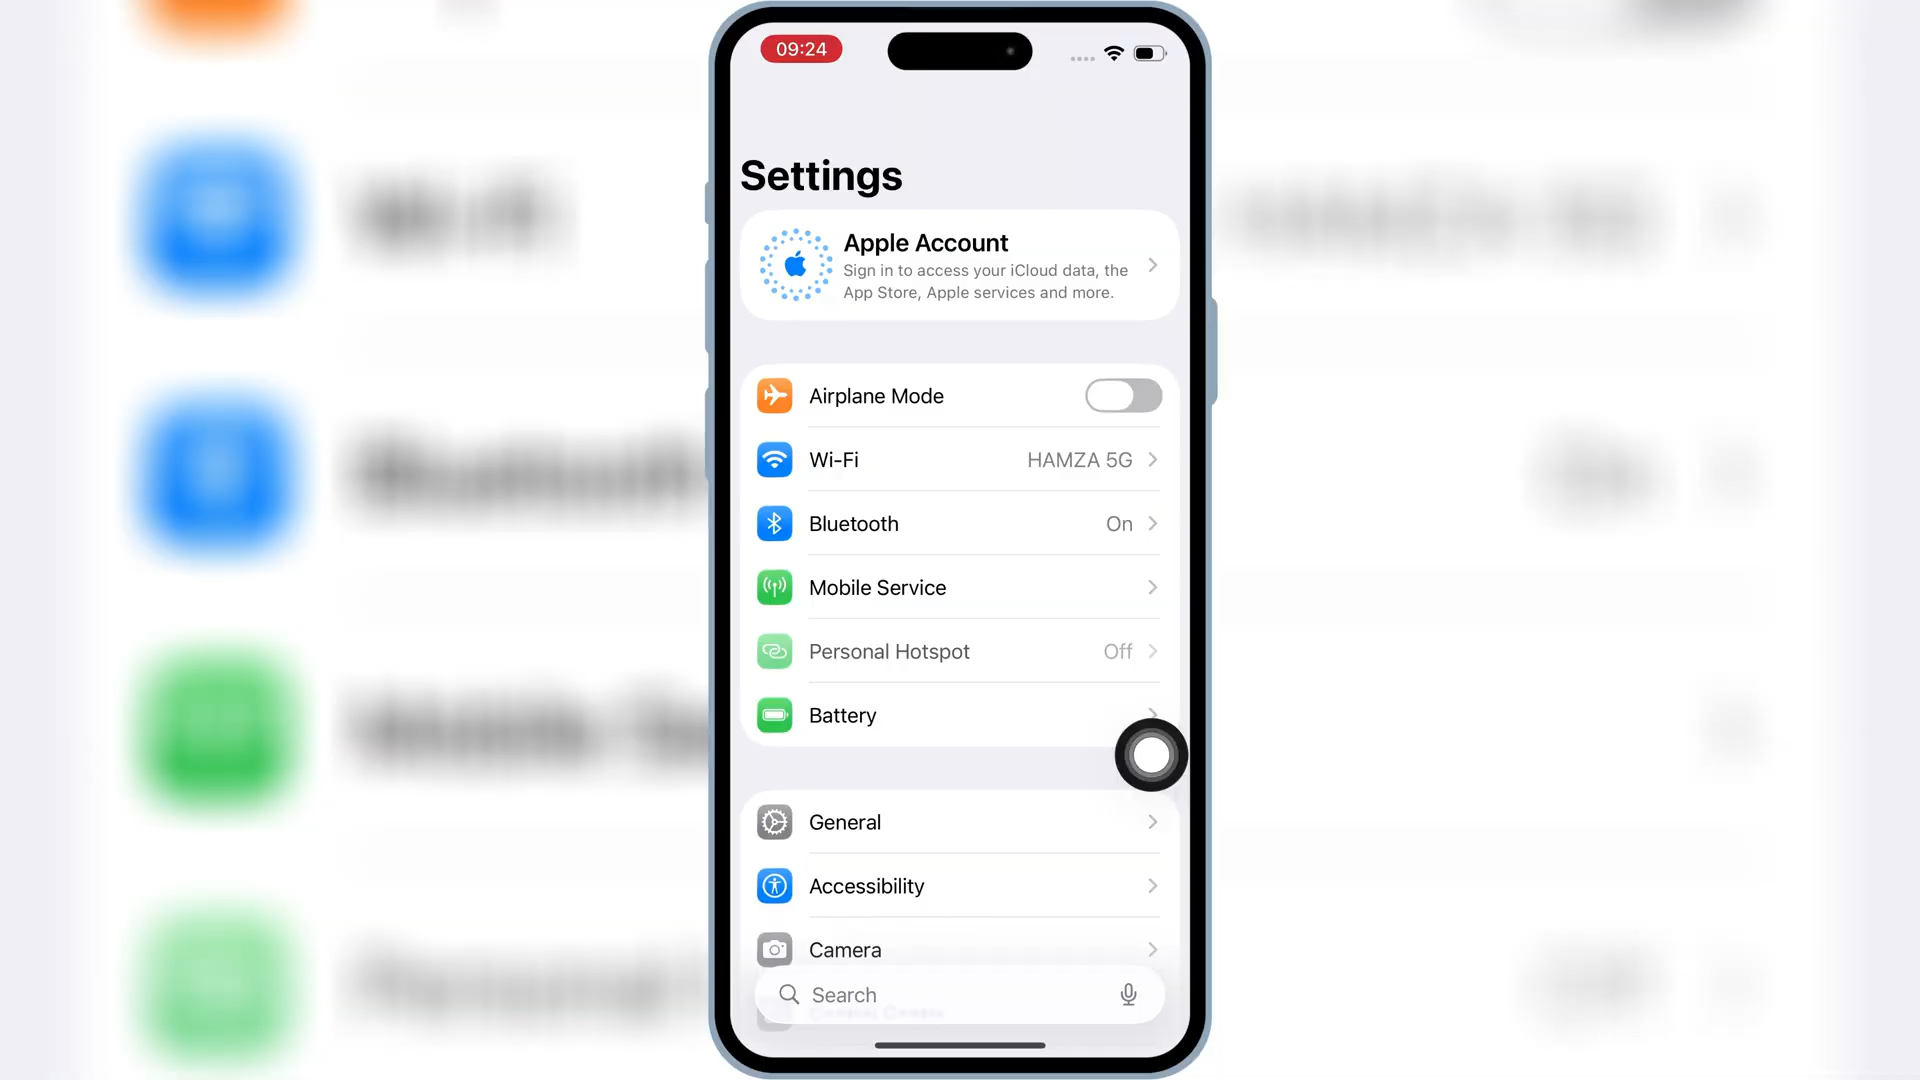 09:24
Settings
Apple Account
Sign in to access your iCloud data, the
App Store, Apple services and more.
Airplane Mode
Wi-Fi HAMZA 5G
Bluetooth On
Mobile Service
Personal Hotspot Off
Battery
General
Accessibility
Camera
Search